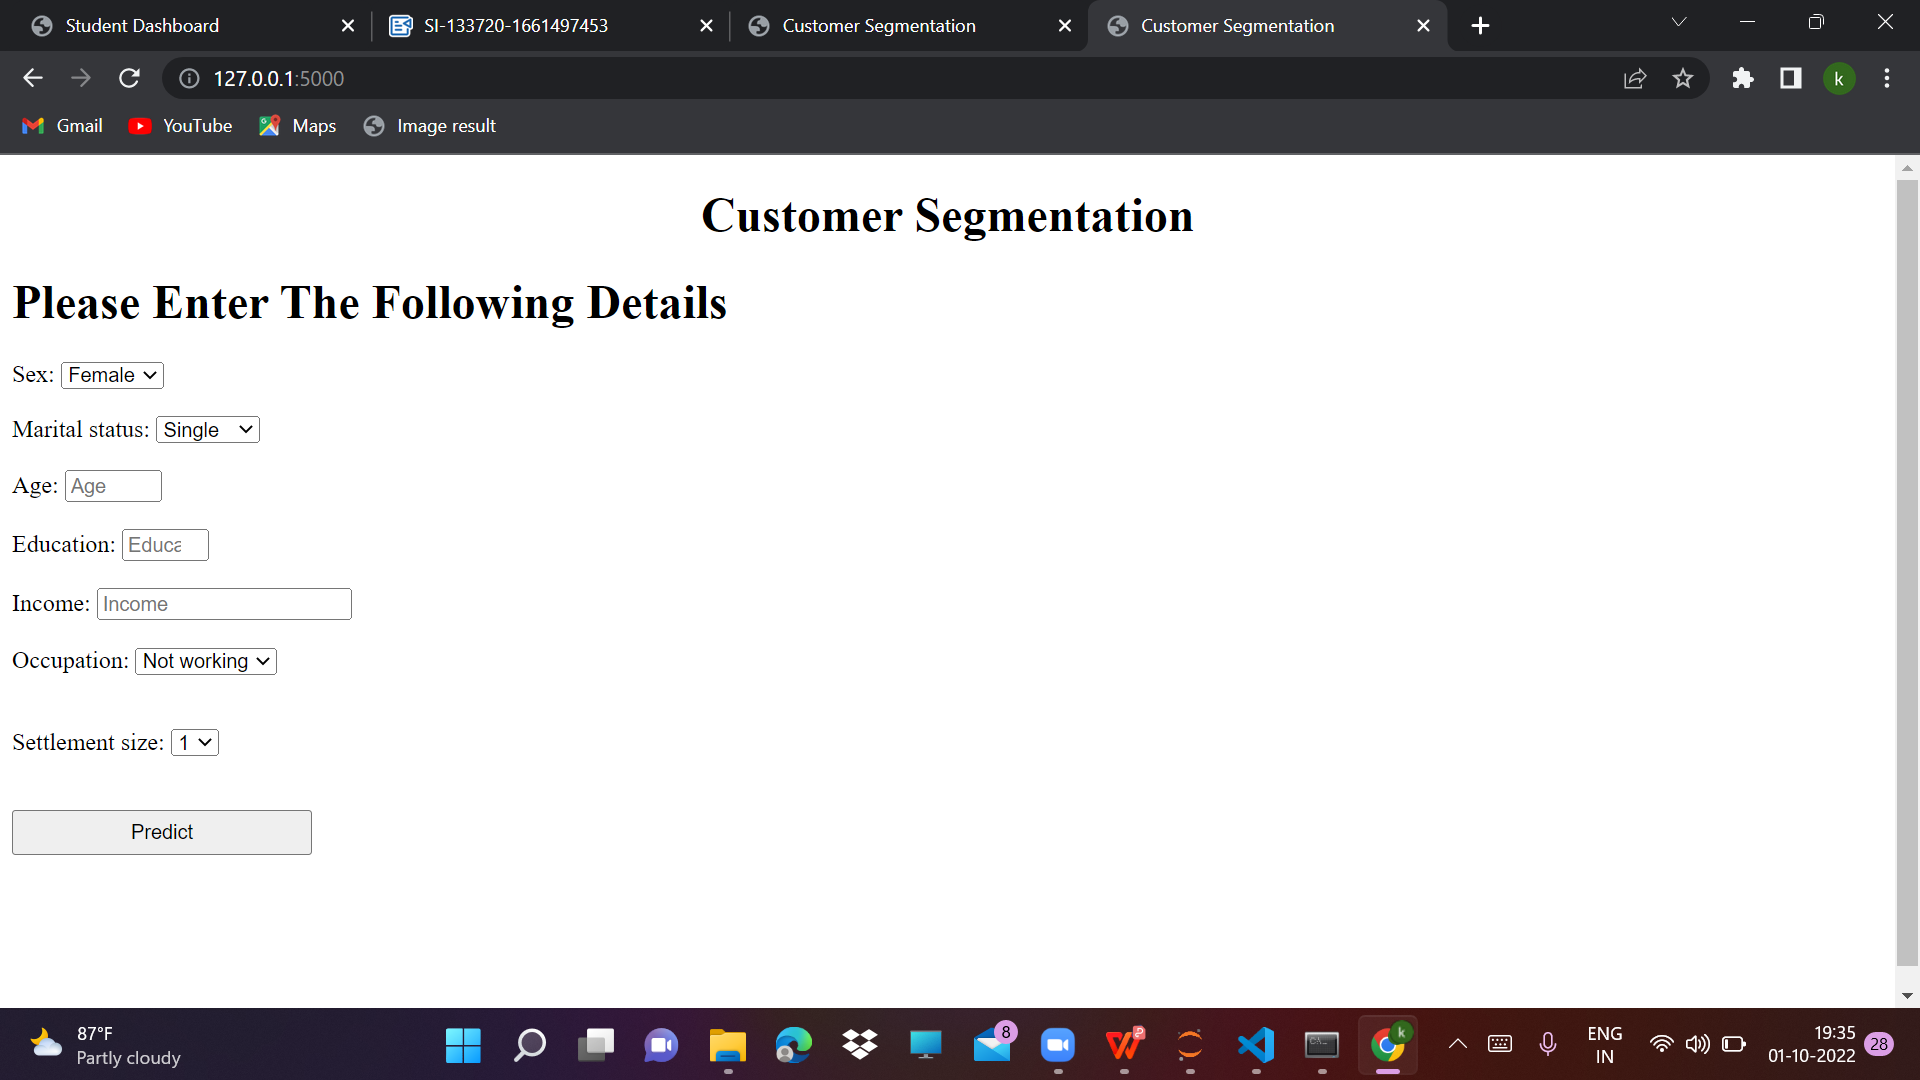 Student Dashboard
SI-133720-1661497453
Customer Segmentation
Customer Segmentation
127.0.0.1:5000
k
Gmail
YouTube
Maps
Image result
Customer Segmentation
Please Enter The Following Details
Sex: Female
Marital status: Single
Age: Age
Education: Educa
Income: Income
Occupation: Not working
Settlement size: 1
Predict
87°F
Partly cloudy
8
k
ENG
IN
19:35
01-10-2022
28